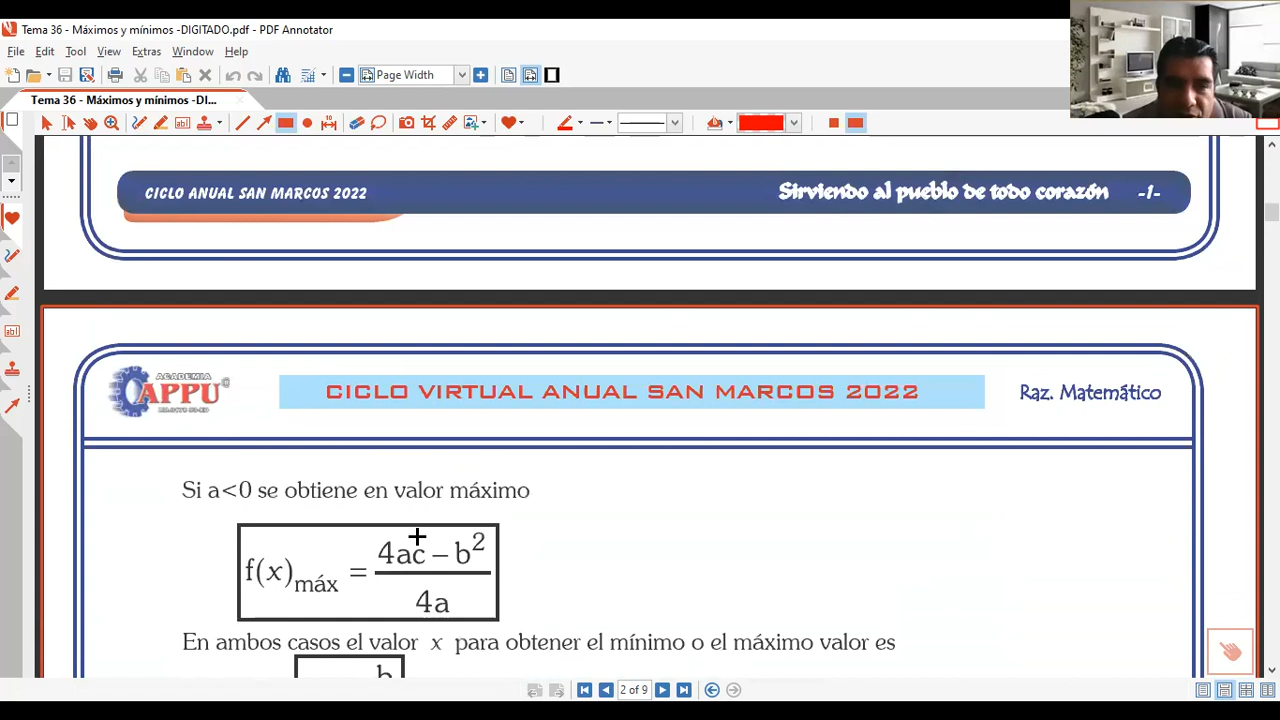 Tema 36 - Máximos y mínimos -DIGITADO.pdf - PDF Annotator
File Edit Tool View Extras Window Help
Page Width
Tema 36 - Máximos y mínimos -DI...
CICLO ANUAL SAN MARCOS 2022
Sirviendo al pueblo de todo corazón -1-
ACADEMIA
APPU
CICLO VIRTUAL ANUAL SAN MARCOS 2022
Raz. Matemático
Si a<0 se obtiene en valor máximo
f(x)máx = (4ac – b²)/(4a)
En ambos casos el valor x para obtener el mínimo o el máximo valor es
b
2 of 9